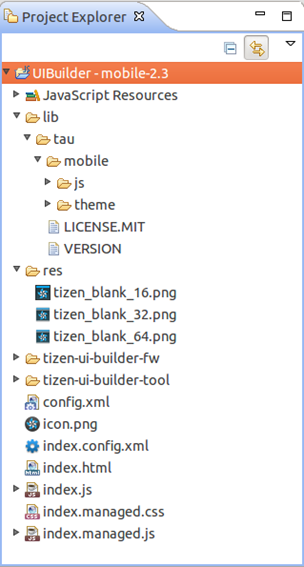 Project Explorer
UIBuilder - mobile-2.3
JavaScript Resources
lib
tau
mobile
js
theme
LICENSE.MIT
VERSION
res
tizen_blank_16.png
tizen_blank_32.png
tizen_blank_64.png
tizen-ui-builder-fw
tizen-ui-builder-tool
config.xml
icon.png
index.config.xml
index.html
index.js
index.managed.css
index.managed.js